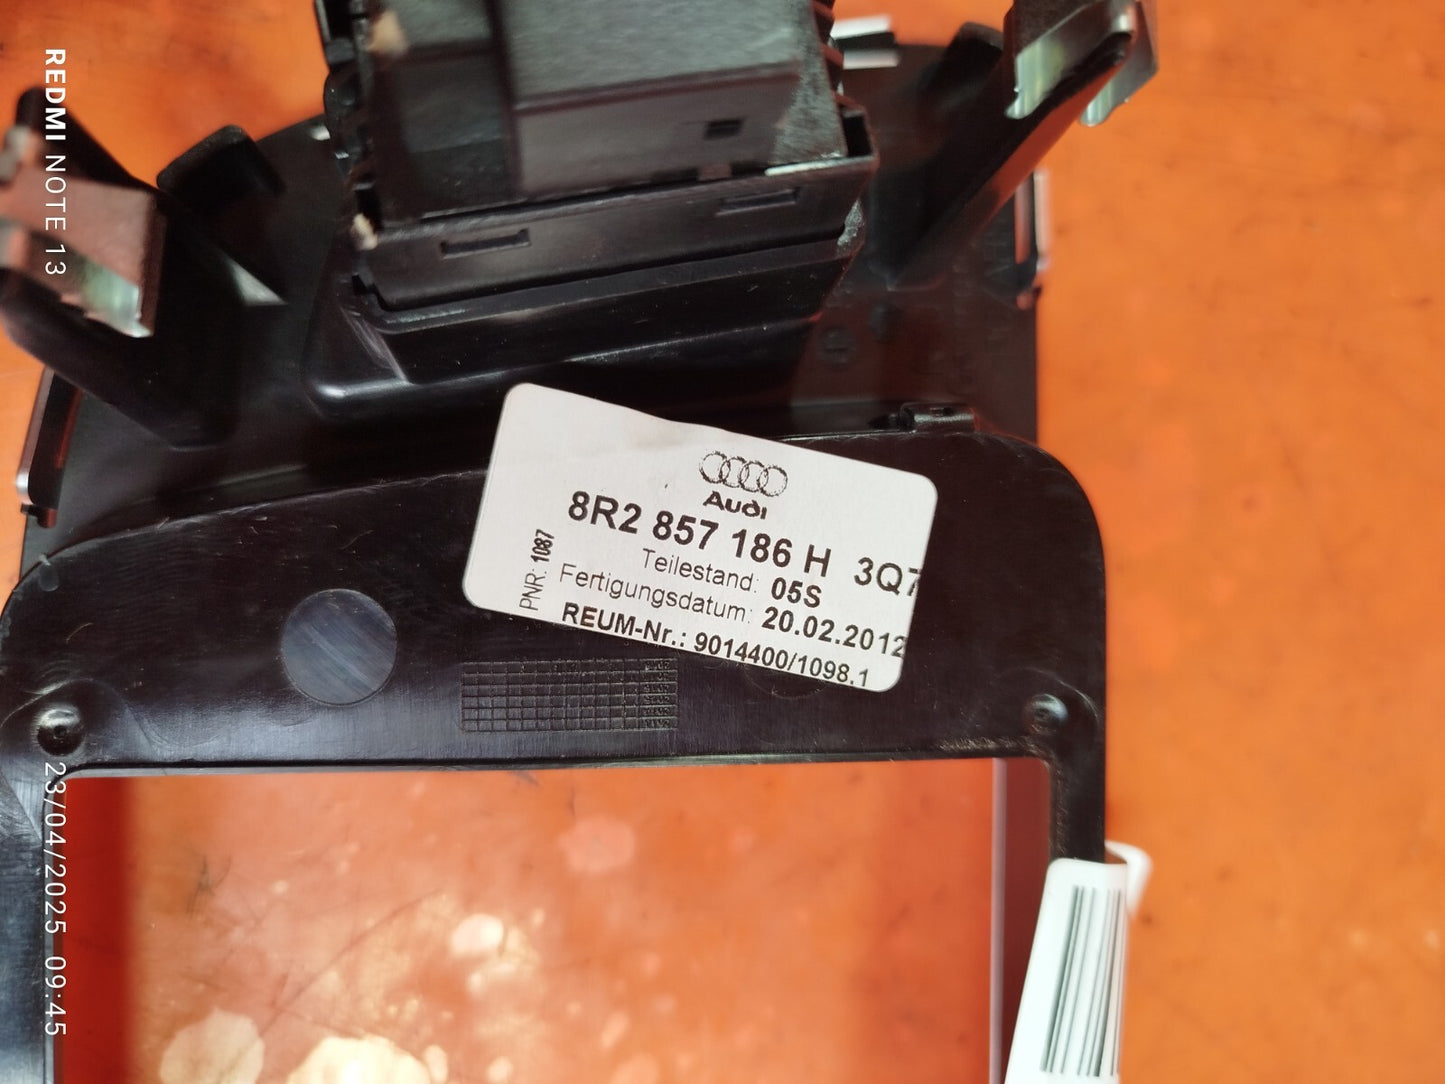 REDMI NOTE 13
Audi
8R2 857 186 H 3Q7
Teilestand: 05S
Fertigungsdatum: 20.02.2012
REUM-Nr.: 9014400/1098.1
PNR: 1087
23/04/2025 09:45